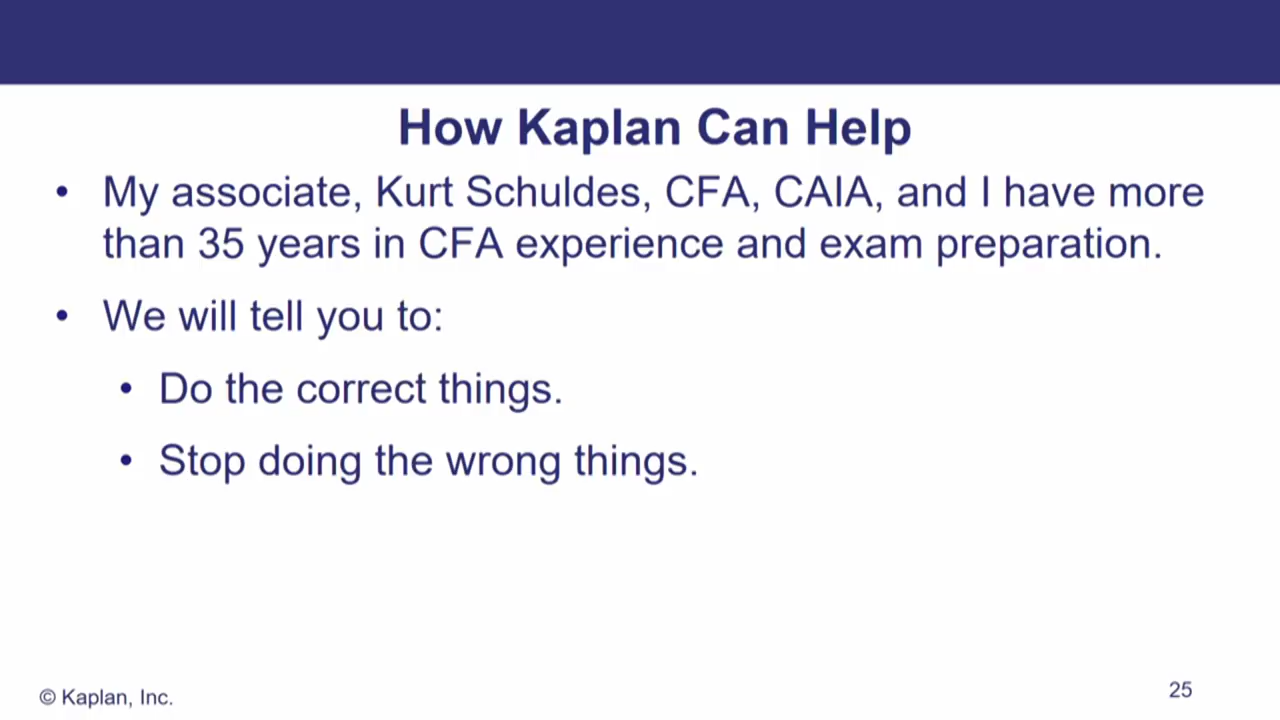 How Kaplan Can Help
• My associate, Kurt Schuldes, CFA, CAIA, and I have more
than 35 years in CFA experience and exam preparation.
• We will tell you to:
• Do the correct things.
• Stop doing the wrong things.
© Kaplan, Inc.
25